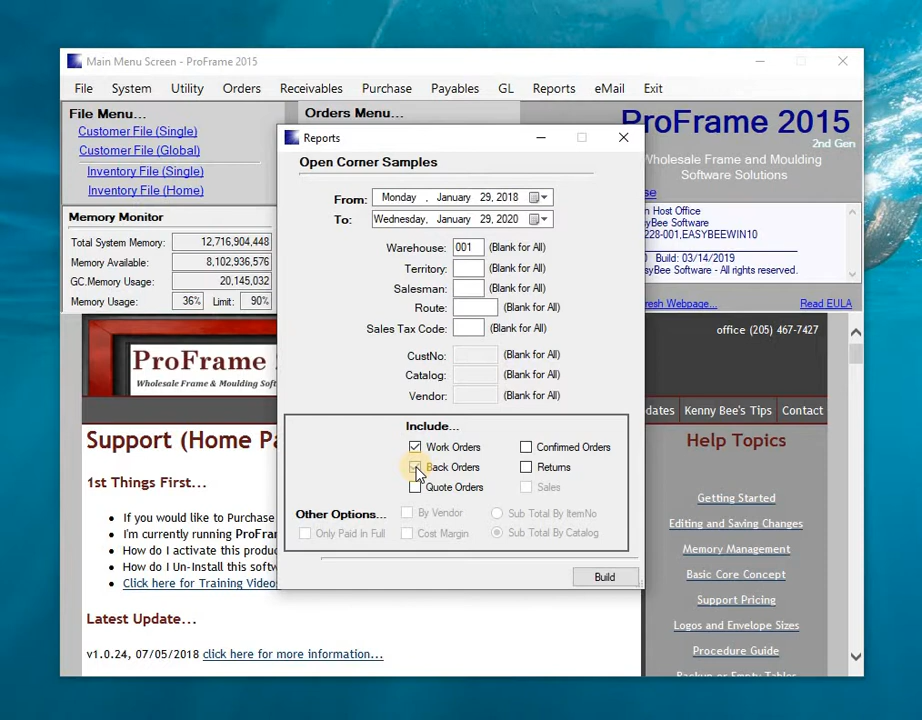 Main Menu Screen - ProFrame 2015
File System Utility Orders Receivables Purchase Payables GL Reports eMail Exit
File Menu...
Customer File (Single)
Customer File (Global)
Inventory File (Single)
Inventory File (Home)
Orders Menu...
ProFrame 2015
2nd Gen
Wholesale Frame and Moulding
Software Solutions
Memory Monitor
Total System Memory: 12,716,904,448
Memory Available: 8,102,936,576
GC.Memory Usage: 20,145,032
Memory Usage: 36% Limit: 90%
n Host Office
Bee Software
228-001,EASYBEEWIN10
Build: 03/14/2019
syBee Software - All rights reserved.
resh Webpage...
Read EULA
Reports
Open Corner Samples
From: Monday , January 29, 2018
To: Wednesday, January 29, 2020
Warehouse: 001 (Blank for All)
Territory: (Blank for All)
Salesman: (Blank for All)
Route: (Blank for All)
Sales Tax Code: (Blank for All)
CustNo: (Blank for All)
Catalog: (Blank for All)
Vendor: (Blank for All)
Include...
Work Orders Confirmed Orders
Back Orders Returns
Quote Orders Sales
Other Options... By Vendor Sub Total By ItemNo
Only Paid In Full Cost Margin Sub Total By Catalog
Build
ProFrame
Wholesale Frame & Moulding Soft
office (205) 467-7427
dates Kenny Bee's Tips Contact
Support (Home Pa
1st Things First...
If you would like to Purchase
I'm currently running ProFra
How do I activate this produc
How do I Un-Install this softw
Click here for Training Video
Latest Update...
v1.0.24, 07/05/2018 click here for more information...
Help Topics
Getting Started
Editing and Saving Changes
Memory Management
Basic Core Concept
Support Pricing
Logos and Envelope Sizes
Procedure Guide
Backup or Empty Tables